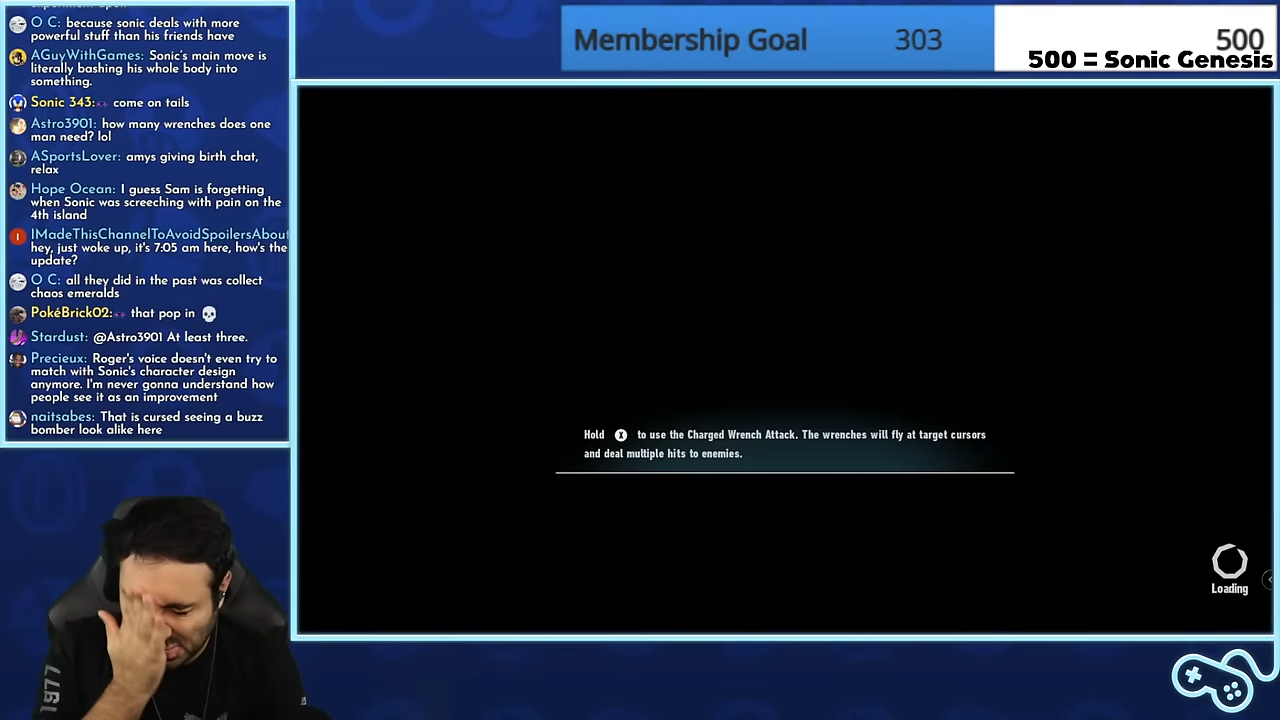 O C: because sonic deals with more
powerful stuff than his friends have
AGuyWithGames: Sonic's main move is
literally bashing his whole body into
something.
Sonic 343: come on tails
Astro3901: how many wrenches does one
man need? lol
ASportsLover: amys giving birth chat,
relax
Hope Ocean: I guess Sam is forgetting
when Sonic was screeching with pain on the
4th island
I
IMadeThisChannelToAvoidSpoilersAbout
hey, just woke up, it's 7:05 am here, how's the
update?
O C: all they did in the past was collect
chaos emeralds
PokéBrick02: that pop in 💀
Stardust: @Astro3901 At least three.
Precieux: Roger's voice doesn't even try to
match with Sonic's character design
anymore. I'm never gonna understand how
people see it as an improvement
naitsabes: That is cursed seeing a buzz
bomber look alike here
Membership Goal 303 500
500 = Sonic Genesis
Hold X to use the Charged Wrench Attack. The wrenches will fly at target cursors
and deal multiple hits to enemies.
Loading
1977